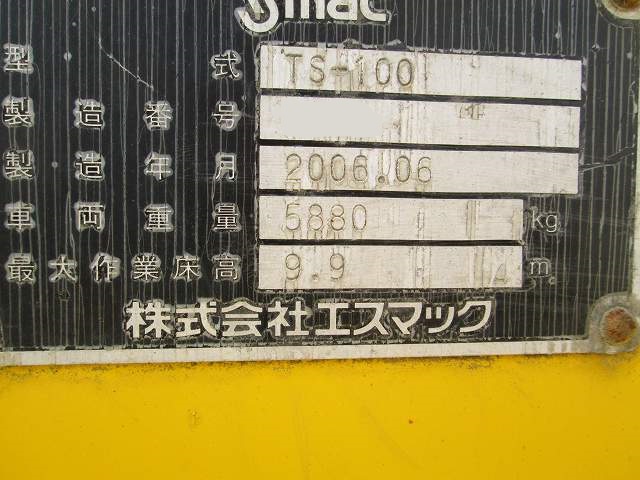 Smac
型式 TS-100
製造番号
製造年月 2006.06
車両重量 5880 kg
最大作業床高 9.9 m
株式会社エスマック